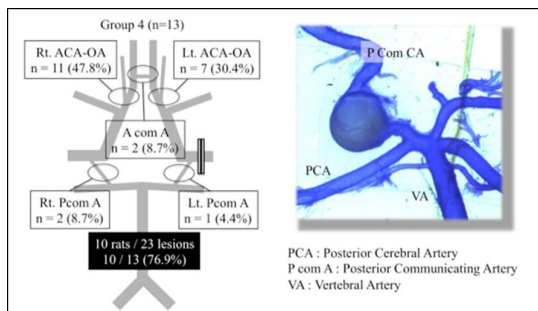 Group 4 (n=13)
Rt. ACA-OA
n = 11 (47.8%)
Lt. ACA-OA
n = 7 (30.4%)
A com A
n = 2 (8.7%)
Rt. Pcom A
n = 2 (8.7%)
Lt. Pcom A
n = 1 (4.4%)
10 rats / 23 lesions
10 / 13 (76.9%)
P Com CA
PCA
VA
PCA : Posterior Cerebral Artery
P com A : Posterior Communicating Artery
VA : Vertebral Artery